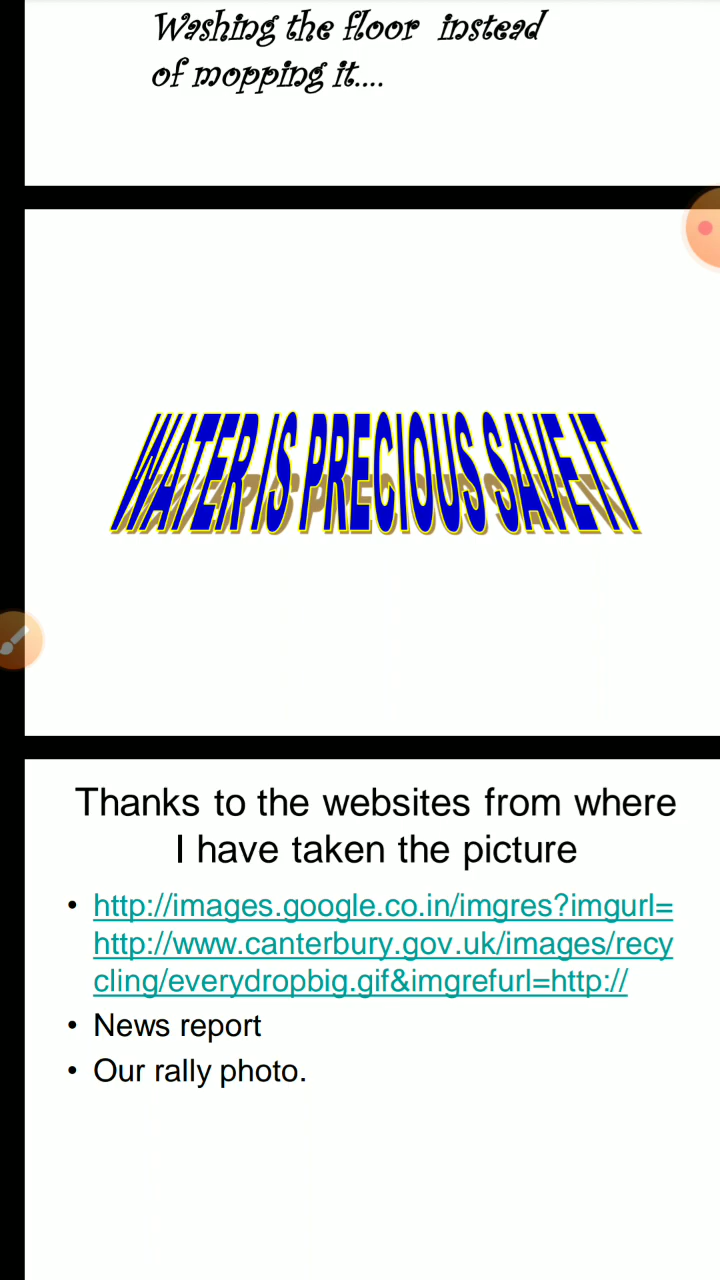 Washing the floor instead
of mopping it....
WATER IS PRECIOUS SAVE IT
Thanks to the websites from where
I have taken the picture
• http://images.google.co.in/imgres?imgurl=
http://www.canterbury.gov.uk/images/recy
cling/everydropbig.gif&imgrefurl=http://
• News report
• Our rally photo.